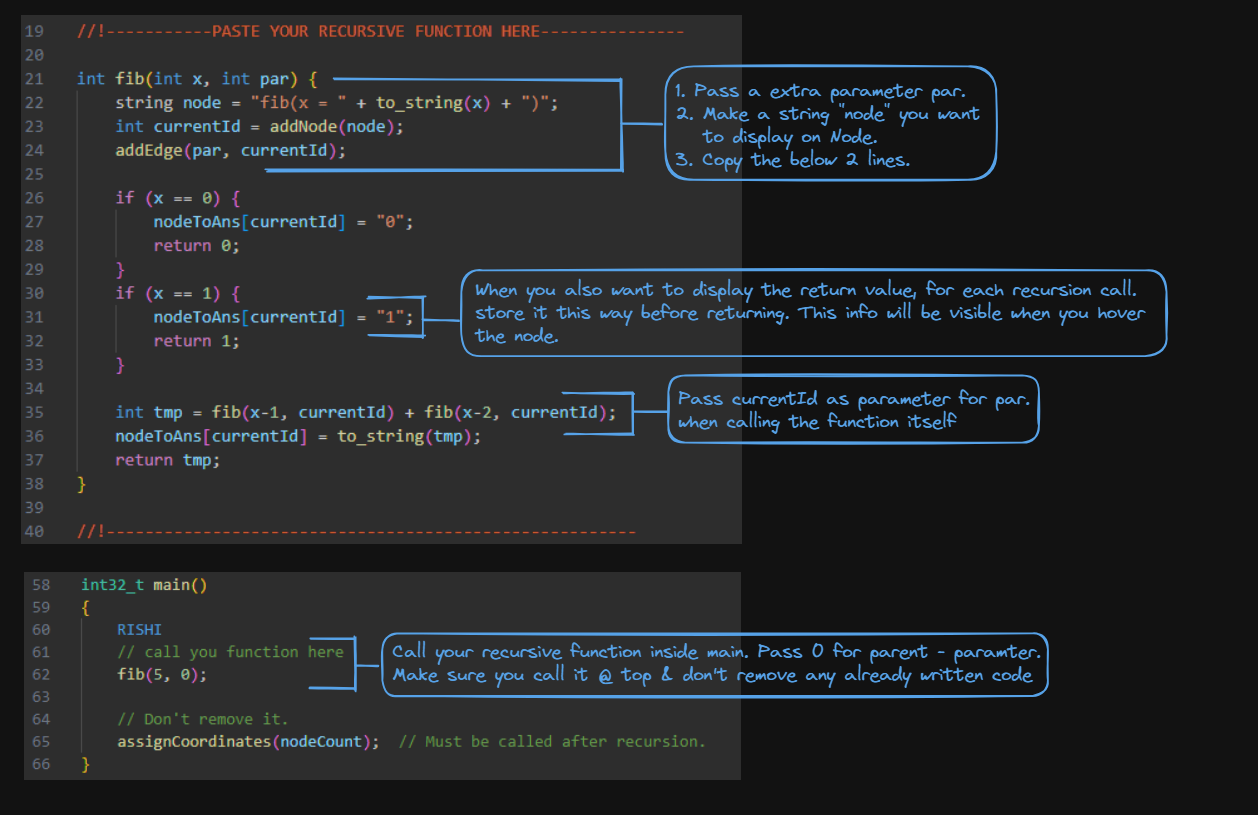 19 //!-----------PASTE YOUR RECURSIVE FUNCTION HERE---------------
20
21 int fib(int x, int par) {
22     string node = "fib(x = " + to_string(x) + ")";
23     int currentId = addNode(node);
24     addEdge(par, currentId);
25
26     if (x == 0) {
27         nodeToAns[currentId] = "0";
28         return 0;
29     }
30     if (x == 1) {
31         nodeToAns[currentId] = "1";
32         return 1;
33     }
34
35     int tmp = fib(x-1, currentId) + fib(x-2, currentId);
36     nodeToAns[currentId] = to_string(tmp);
37     return tmp;
38 }
39
40 //!-------------------------------------------------------
1. Pass a extra parameter par.
2. Make a string "node" you want
to display on Node.
3. Copy the below 2 lines.
When you also want to display the return value, for each recursion call.
store it this way before returning. This info will be visible when you hover
the node.
Pass currentId as parameter for par.
when calling the function itself
58 int32_t main()
59 {
60     RISHI
61     // call you function here
62     fib(5, 0);
63
64     // Don't remove it.
65     assignCoordinates(nodeCount);  // Must be called after recursion.
66 }
Call your recursive function inside main. Pass 0 for parent - paramter.
Make sure you call it @ top & don't remove any already written code